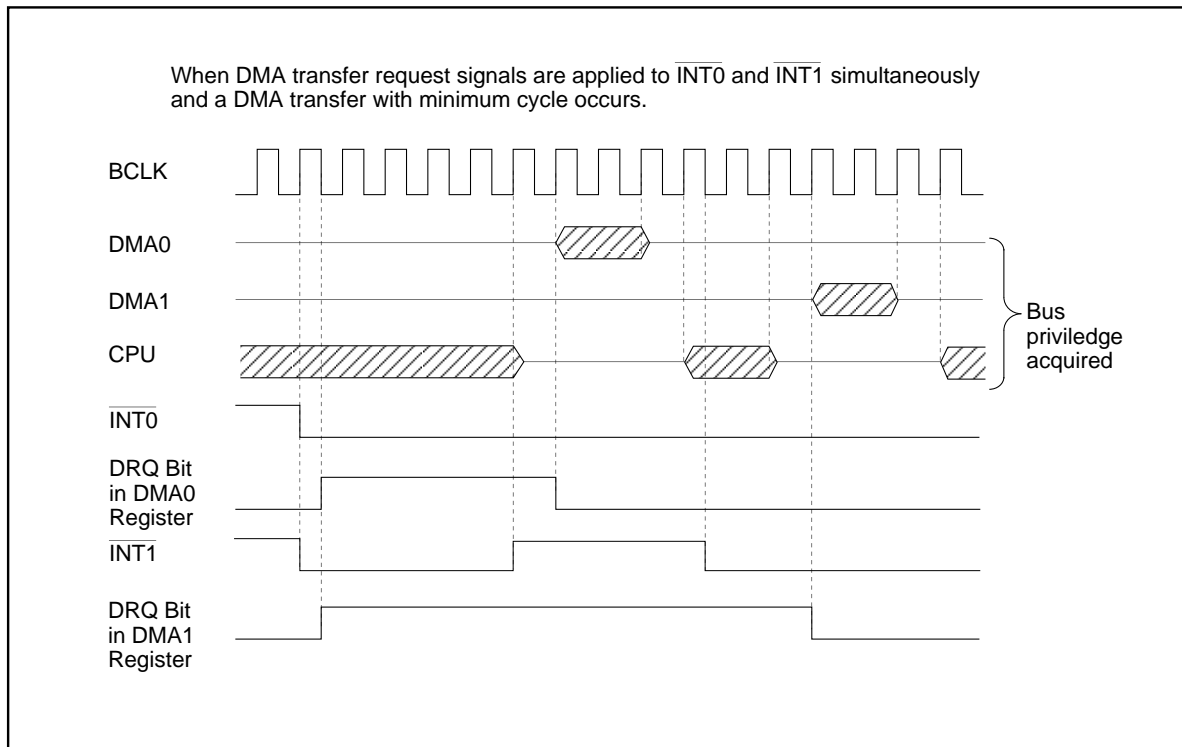 When DMA transfer request signals are applied to INT0 and INT1 simultaneously
and a DMA transfer with minimum cycle occurs.
BCLK
DMA0
DMA1
CPU
Bus
priviledge
acquired
INT0
DRQ Bit
in DMA0
Register
INT1
DRQ Bit
in DMA1
Register